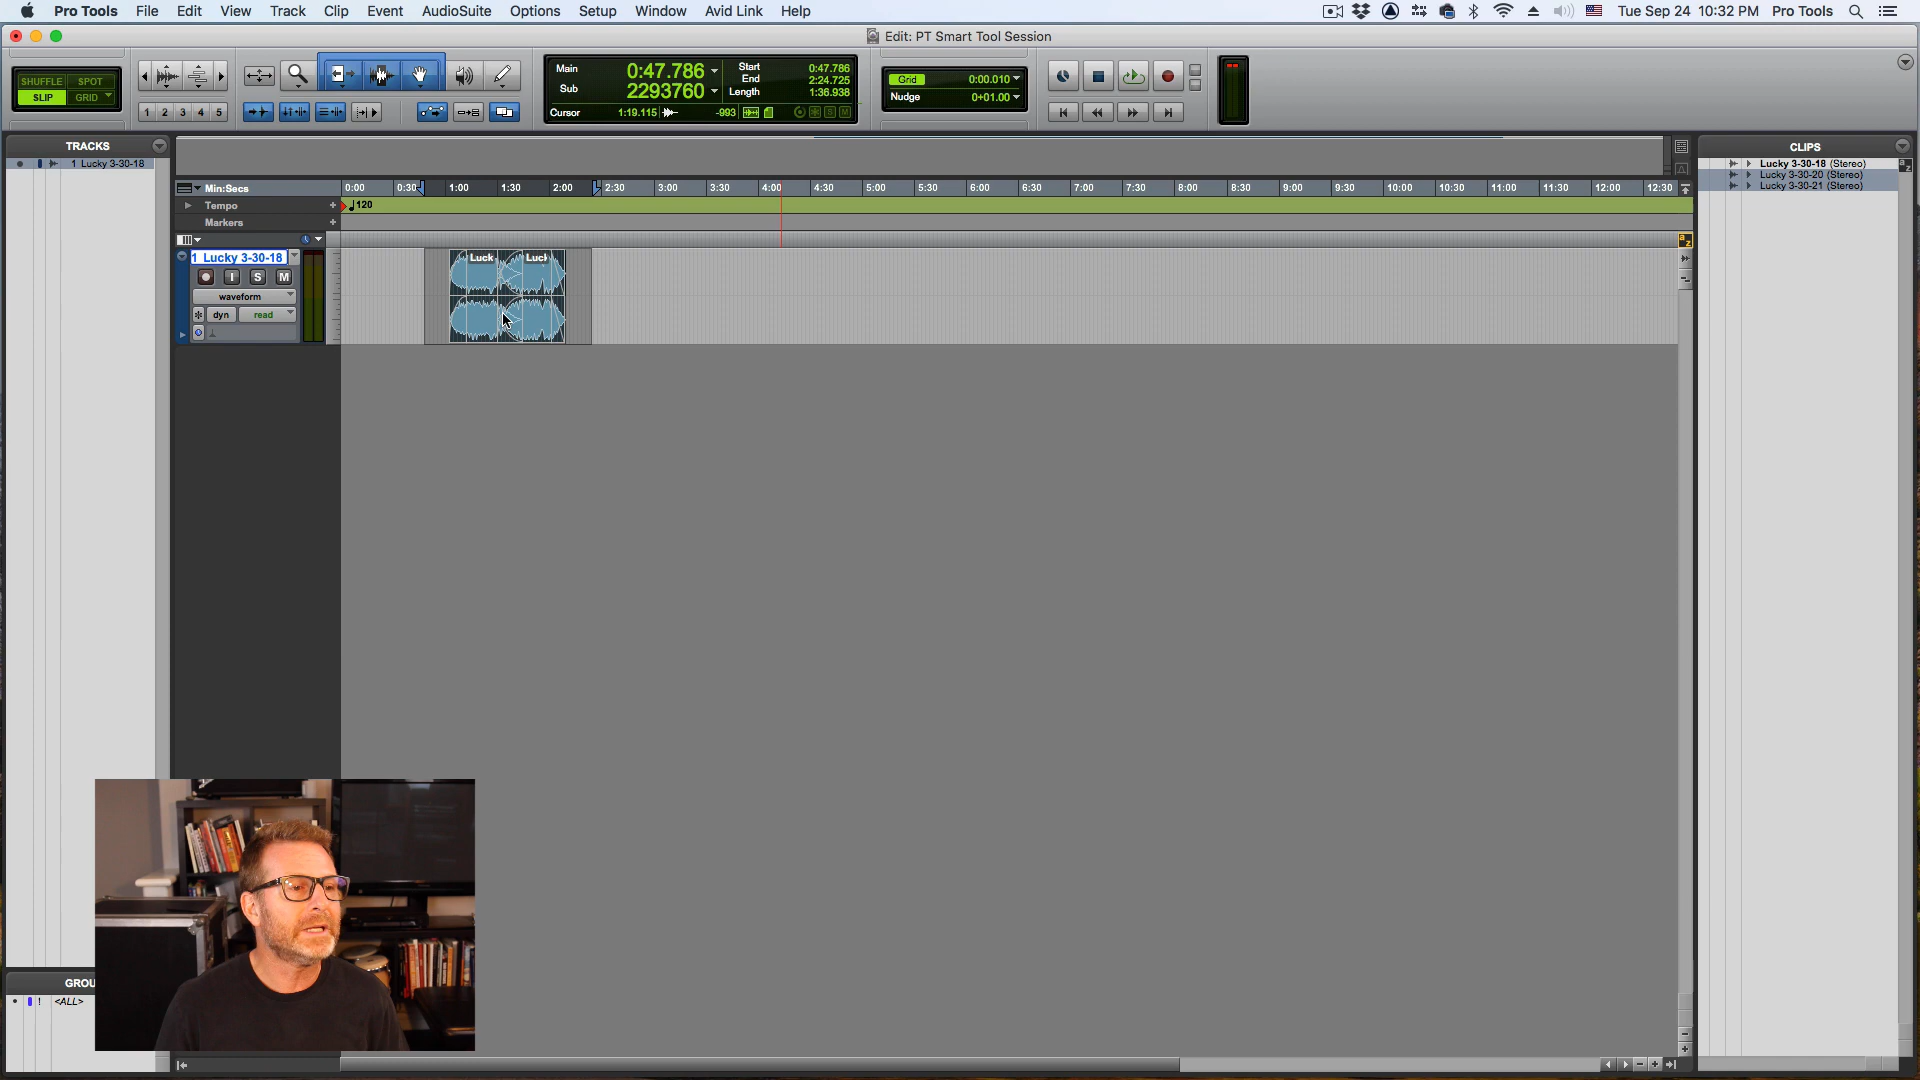 Pro Tools File Edit View Track Clip Event AudioSuite Options Setup Window Avid Link Help Tue Sep 24 10:32 PM Pro Tools
Edit: PT Smart Tool Session
SHUFFLE SPOT
SLIP GRID
1 2 3 4 5
Main 0:47.786
Sub 2293760
Start 0:47.786
End 2:24.725
Length 1:36.938
Cursor 1:19.115 -993
Grid 0:00.010
Nudge 0+01.00
TRACKS
1 Lucky 3-30-18
CLIPS
Lucky 3-30-18 (Stereo)
Lucky 3-30-20 (Stereo)
Lucky 3-30-21 (Stereo)
Min:Secs 0:00 0:30 1:00 1:30 2:00 2:30 3:00 3:30 4:00 4:30 5:00 5:30 6:00 6:30 7:00 7:30 8:00 8:30 9:00 9:30 10:00 10:30 11:00 11:30 12:00 12:30
Tempo 120
Markers
1 Lucky 3-30-18
I S M
waveform
dyn read
Luck Luck
a z
GROU
! <ALL>